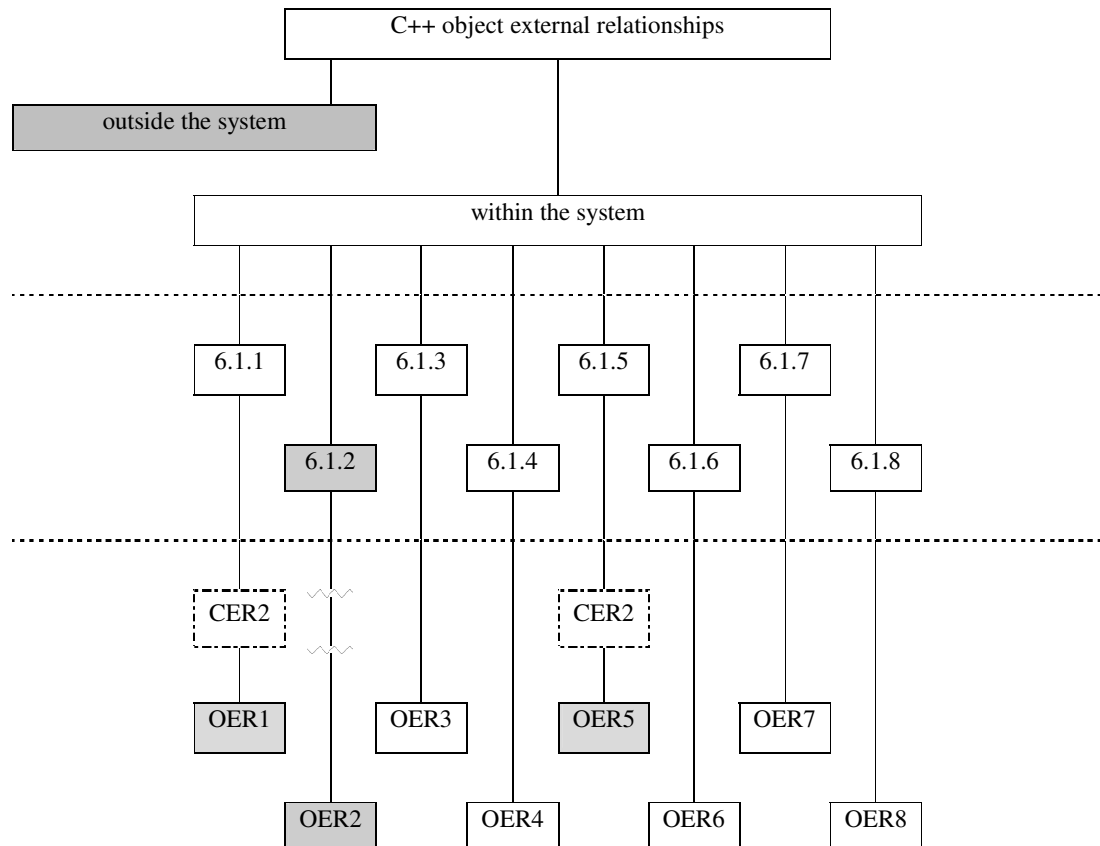 C++ object external relationships
outside the system
within the system
6.1.1
6.1.3
6.1.5
6.1.7
6.1.2
6.1.4
6.1.6
6.1.8
CER2
CER2
OER1
OER3
OER5
OER7
OER2
OER4
OER6
OER8